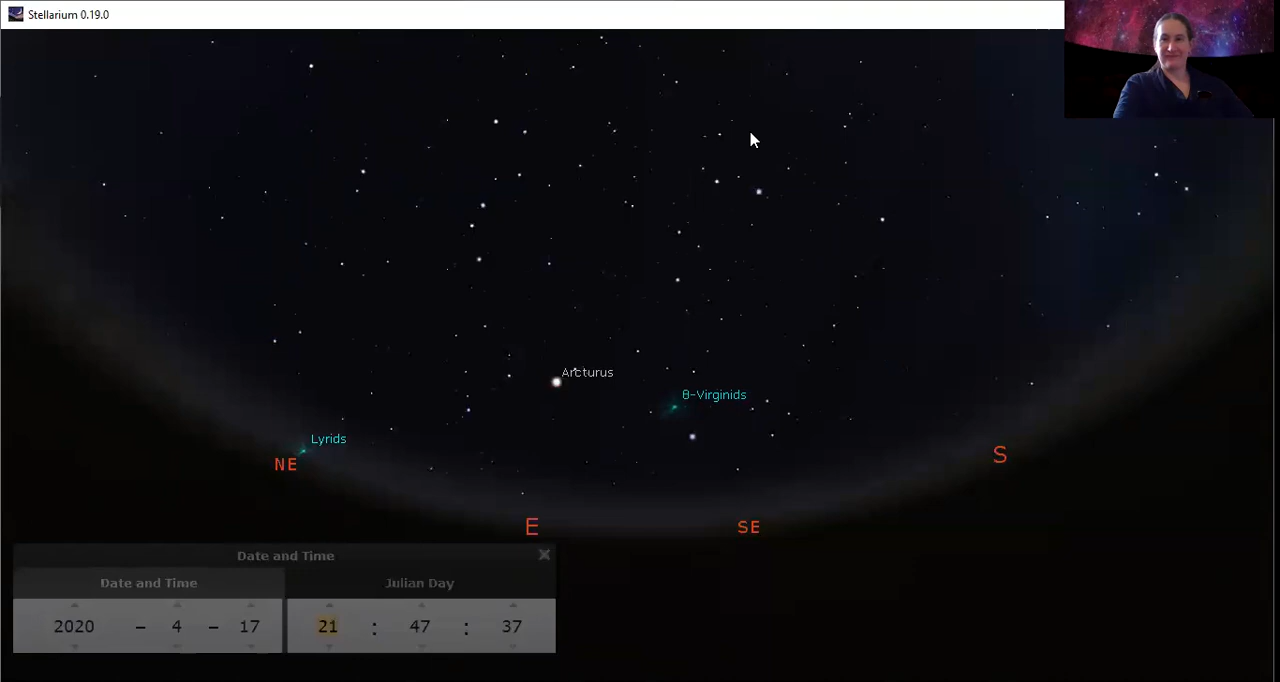 Stellarium 0.19.0
Arcturus
θ-Virginids
Lyrids
NE
S
E
SE
Date and Time
Date and Time
Julian Day
2020 - 4 - 17
21 : 47 : 37